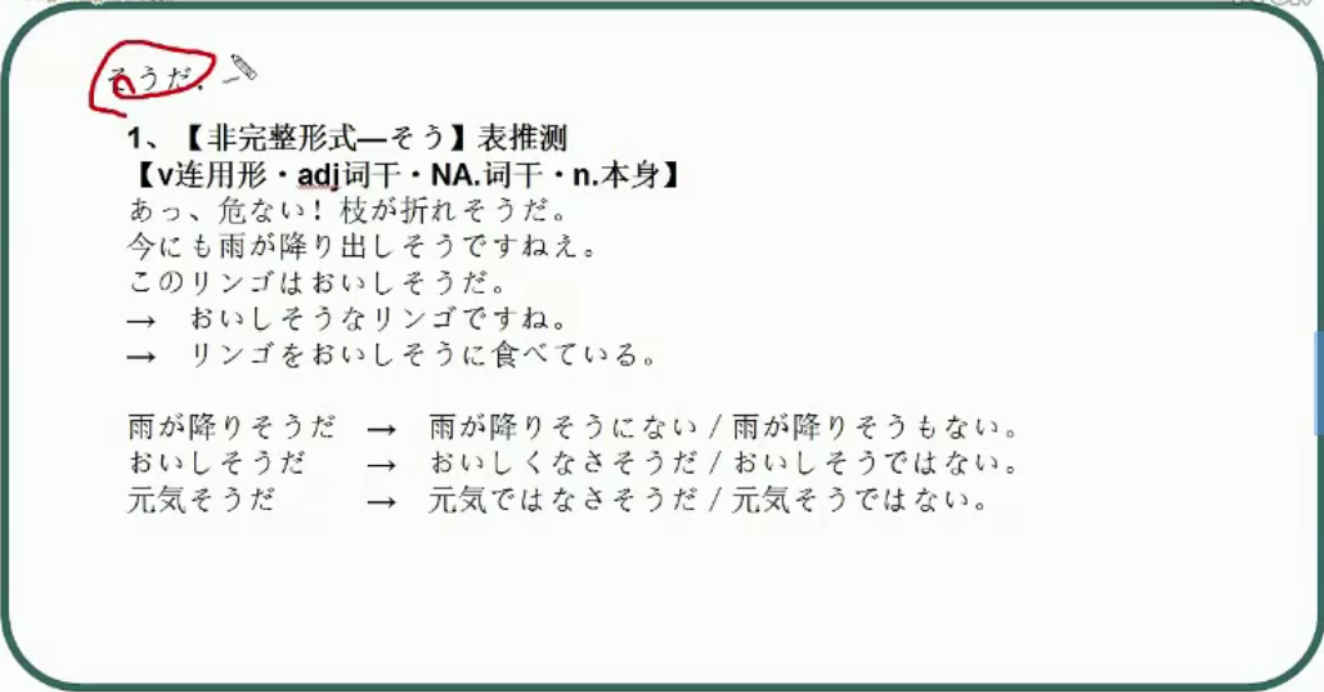 そうだ.
1、【非完整形式—そう】表推测
【v连用形・adj词干・NA.词干・n.本身】
あっ、危ない！枝が折れそうだ。
今にも雨が降り出しそうですねえ。
このリンゴはおいしそうだ。
→ おいしそうなリンゴですね。
→ リンゴをおいしそうに食べている。
雨が降りそうだ → 雨が降りそうにない / 雨が降りそうもない。
おいしそうだ → おいしくなさそうだ / おいしそうではない。
元気そうだ → 元気ではなさそうだ / 元気そうではない。